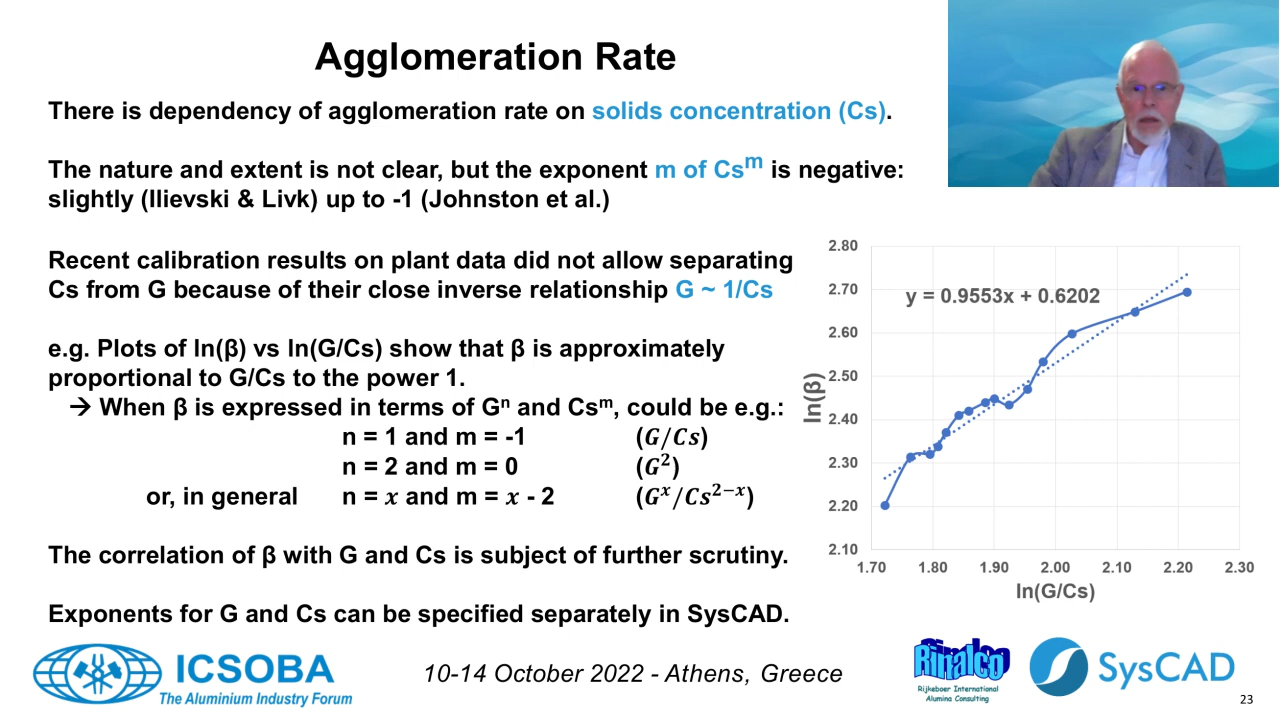 Agglomeration Rate
There is dependency of agglomeration rate on solids concentration (Cs).
The nature and extent is not clear, but the exponent m of Csᵐ is negative:
slightly (Ilievski & Livk) up to -1 (Johnston et al.)
Recent calibration results on plant data did not allow separating
Cs from G because of their close inverse relationship G ~ 1/Cs
e.g. Plots of ln(β) vs ln(G/Cs) show that β is approximately
proportional to G/Cs to the power 1.
→ When β is expressed in terms of Gⁿ and Csᵐ, could be e.g.:
n = 1 and m = -1 (G/Cs)
n = 2 and m = 0 (G²)
or, in general n = x and m = x - 2 (Gˣ/Cs²⁻ˣ)
The correlation of β with G and Cs is subject of further scrutiny.
Exponents for G and Cs can be specified separately in SysCAD.
2.80
2.70
2.60
2.50
2.40
2.30
2.20
2.10
ln(β)
y = 0.9553x + 0.6202
1.70 1.80 1.90 2.00 2.10 2.20 2.30
ln(G/Cs)
ICSOBA
The Aluminium Industry Forum
10-14 October 2022 - Athens, Greece
Rinalco
Rijkeboer International
Alumina Consulting
SysCAD
23